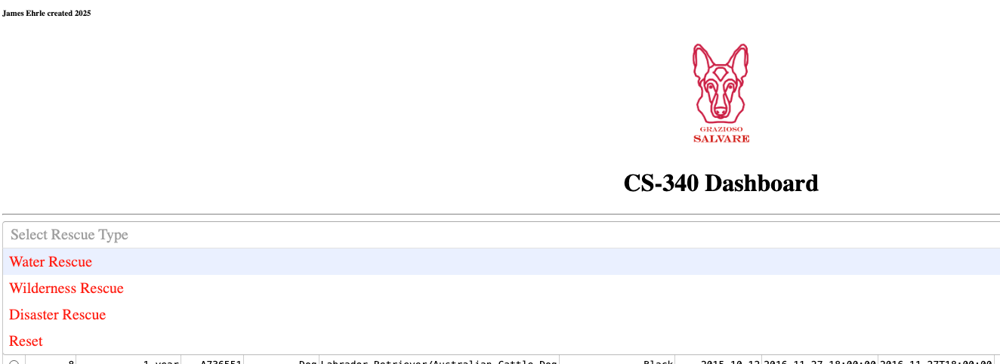 James Ehrle created 2025
GRAZIOSO
SALVARE
CS-340 Dashboard
Select Rescue Type
Water Rescue
Wilderness Rescue
Disaster Rescue
Reset
8 1 year A736551 Dog Labrador Retriever/Australian Cattle Dog Black 2015-10-12 2016-11-27 18:00:00 2016-11-27T18:00:00